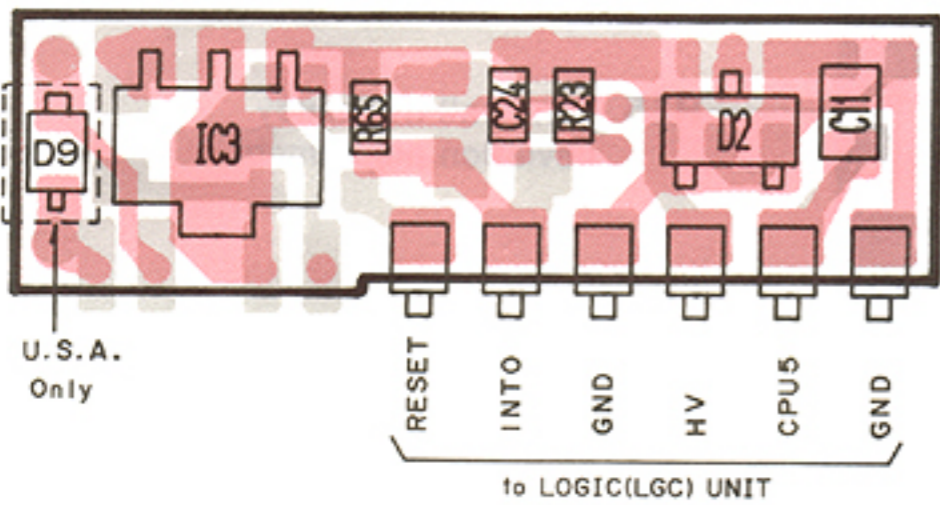 D9
IC3
R65
C24
R23
D2
C11
U.S.A.
Only
RESET
INTO
GND
HV
CPU5
GND
to LOGIC(LGC) UNIT